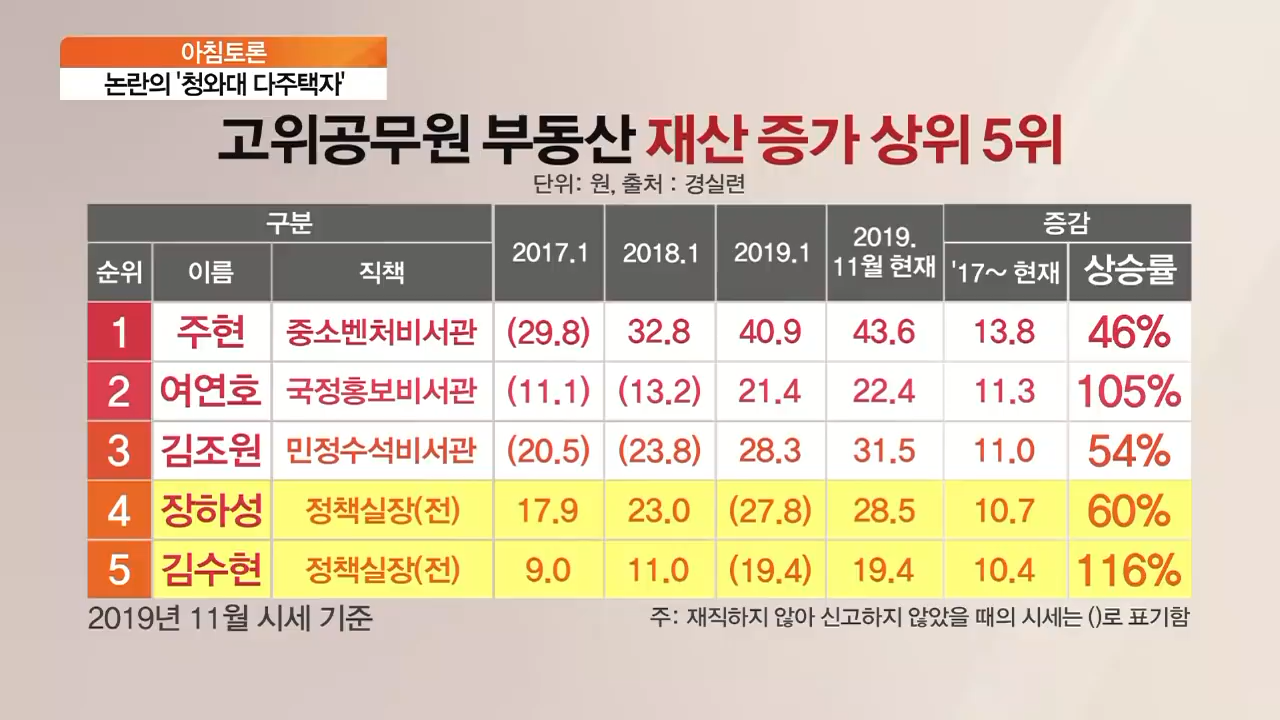 아침토론
논란의 '청와대 다주택자'
고위공무원 부동산 재산 증가 상위 5위
단위: 원, 출처 : 경실련
구분 2017.1 2018.1 2019.1 2019. 11월 현재 증감
순위 이름 직책 '17～ 현재 상승률
1 주현 중소벤처비서관 (29.8) 32.8 40.9 43.6 13.8 46%
2 여연호 국정홍보비서관 (11.1) (13.2) 21.4 22.4 11.3 105%
3 김조원 민정수석비서관 (20.5) (23.8) 28.3 31.5 11.0 54%
4 장하성 정책실장(전) 17.9 23.0 (27.8) 28.5 10.7 60%
5 김수현 정책실장(전) 9.0 11.0 (19.4) 19.4 10.4 116%
2019년 11월 시세 기준 주: 재직하지 않아 신고하지 않았을 때의 시세는 ()로 표기함